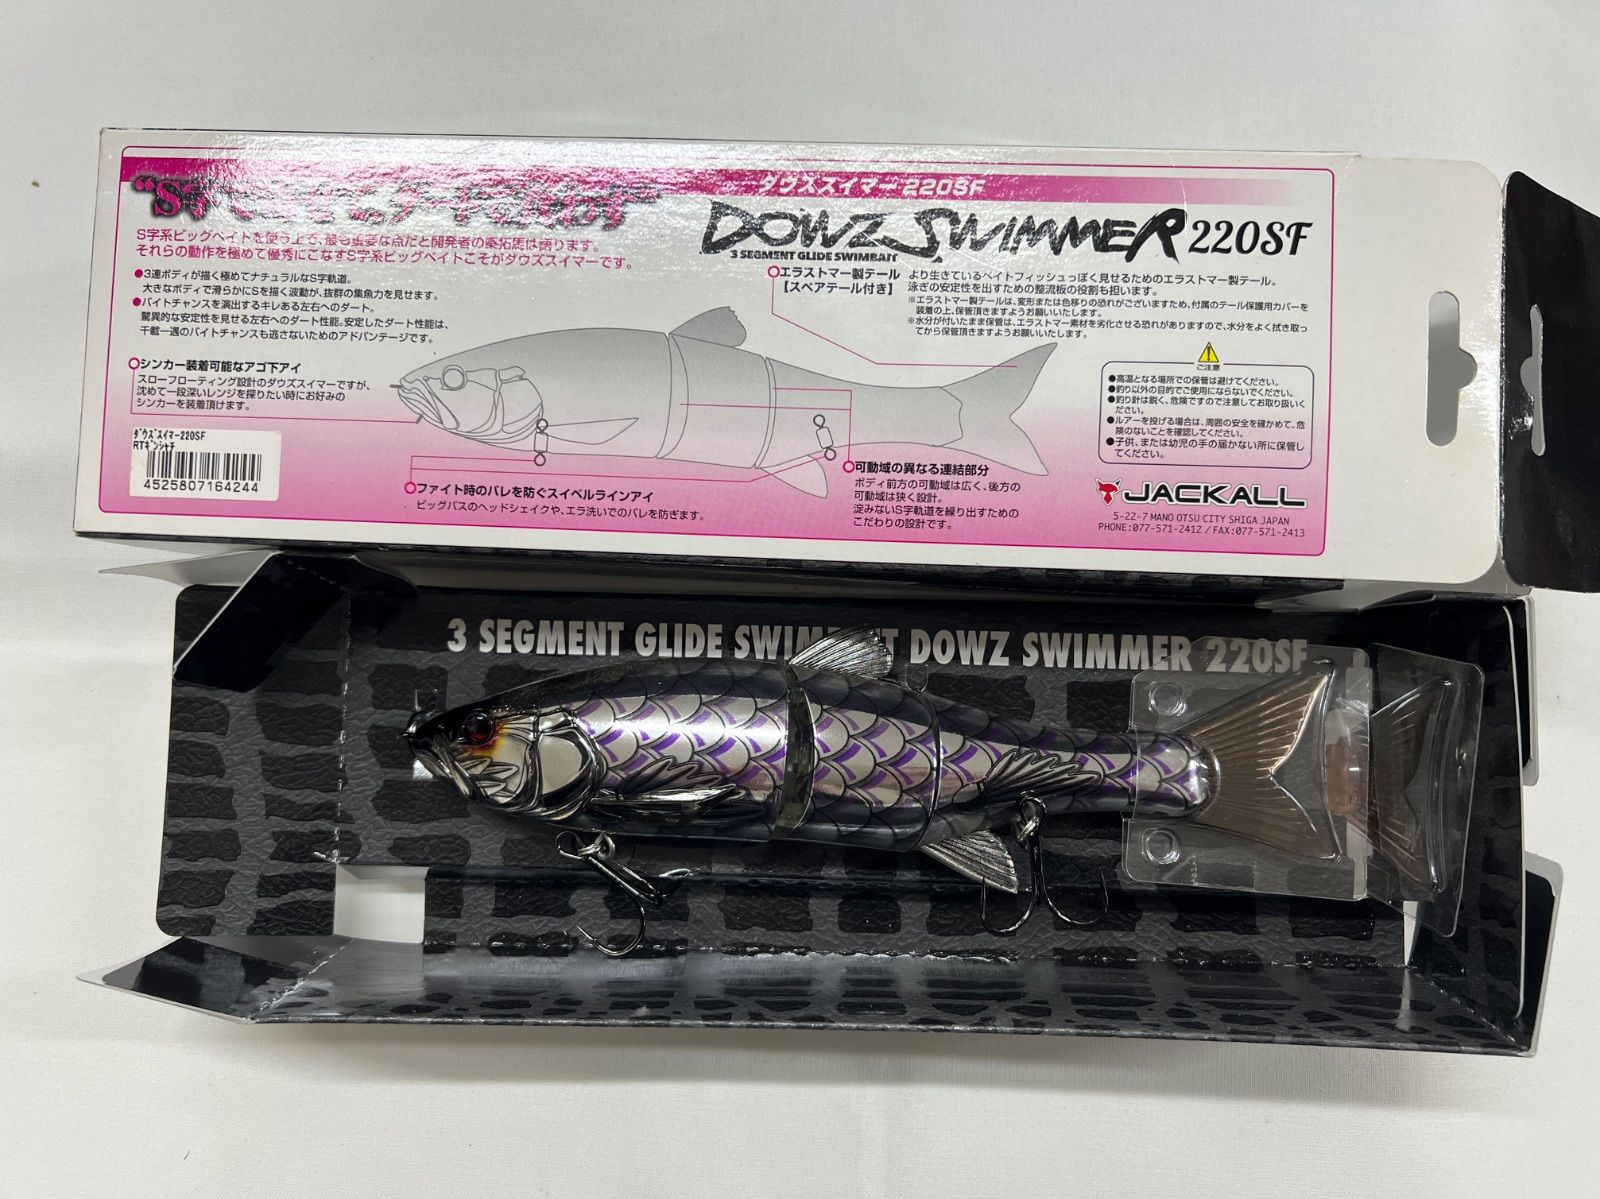 ダウズスイマー220SF
DOWZ SWIMMER 220SF
3 SEGMENT GLIDE SWIMBAIT
S字系ビッグベイトを使う上で、最も重要な点だと開発者の秦拓馬は語ります。
それらの動作を極めて優秀にこなすS字系ビッグベイトこそがダウズスイマーです。
●3連ボディが描く極めてナチュラルなS字軌道。
大きなボディで滑らかにSを描く波動が、抜群の集魚力を見せます。
●バイトチャンスを演出するキレある左右へのダート。
驚異的な安定性を見せる左右へのダート性能。安定したダート性能は、
千載一遇のバイトチャンスも逃さないためのアドバンテージです。
シンカー装着可能なアゴ下アイ
スローフローティング設計のダウズスイマーですが、
沈めて一段深いレンジを探りたい時にお好みの
シンカーを装着頂けます。
ﾀﾞｳｽﾞｽｲﾏｰ220SF
RTｷﾞﾝｼｬﾁ
4525807164244
ファイト時のバレを防ぐスイベルラインアイ
ビッグバスのヘッドシェイクや、エラ洗いでのバレを防ぎます。
エラストマー製テール
【スペアテール付き】
より生きているベイトフィッシュっぽく見せるためのエラストマー製テール。
泳ぎの安定性を出すための整流板の役割も担います。
※エラストマー製テールは、変形または色移りの恐れがございますため、付属のテール保護用カバーを
装着の上、保管頂きますようお願いいたします。
※水分が付いたまま保管は、エラストマー素材を劣化させる恐れがありますので、水分をよく拭き取っ
てから保管頂きますようお願いいたします。
可動域の異なる連結部分
ボディ前方の可動域は広く、後方の
可動域は狭く設計。
淀みないS字軌道を繰り出すための
こだわりの設計です。
ご注意
●高温となる場所での保管は避けてください。
●釣り以外の目的でご使用にならないでください。
●釣り針は鋭く、危険ですので注意してお取り扱いく
ださい。
●ルアーを投げる場合は、周囲の安全を確かめて、危
険のないことを確認してください。
●子供、または幼児の手の届かない所に保管し
てください。
JACKALL
5-22-7 MANO OTSU CITY SHIGA JAPAN
PHONE:077-571-2412 / FAX:077-571-2413
3 SEGMENT GLIDE SWIMBAIT DOWZ SWIMMER 220SF